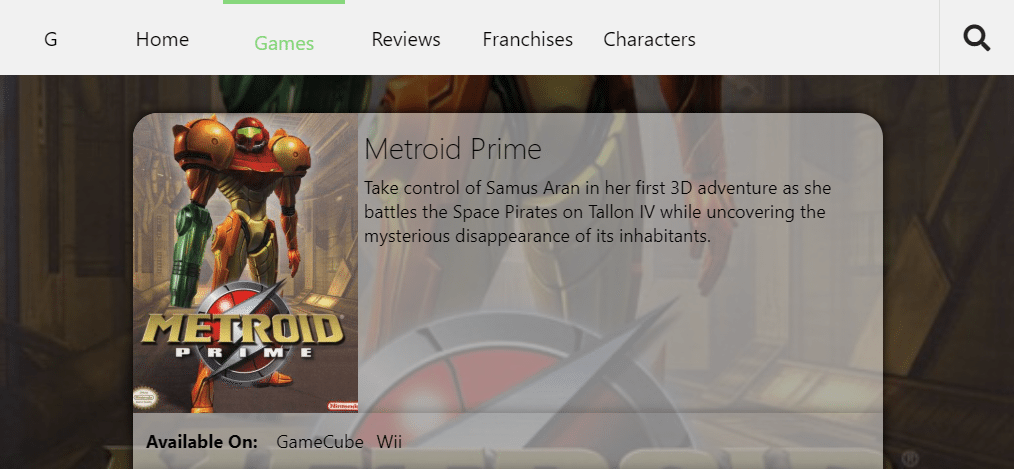 G
Home
Games
Reviews
Franchises
Characters
Metroid Prime
Take control of Samus Aran in her first 3D adventure as she
battles the Space Pirates on Tallon IV while uncovering the
mysterious disappearance of its inhabitants.
METROID
PRIME
Nintendo
Available On: GameCube Wii